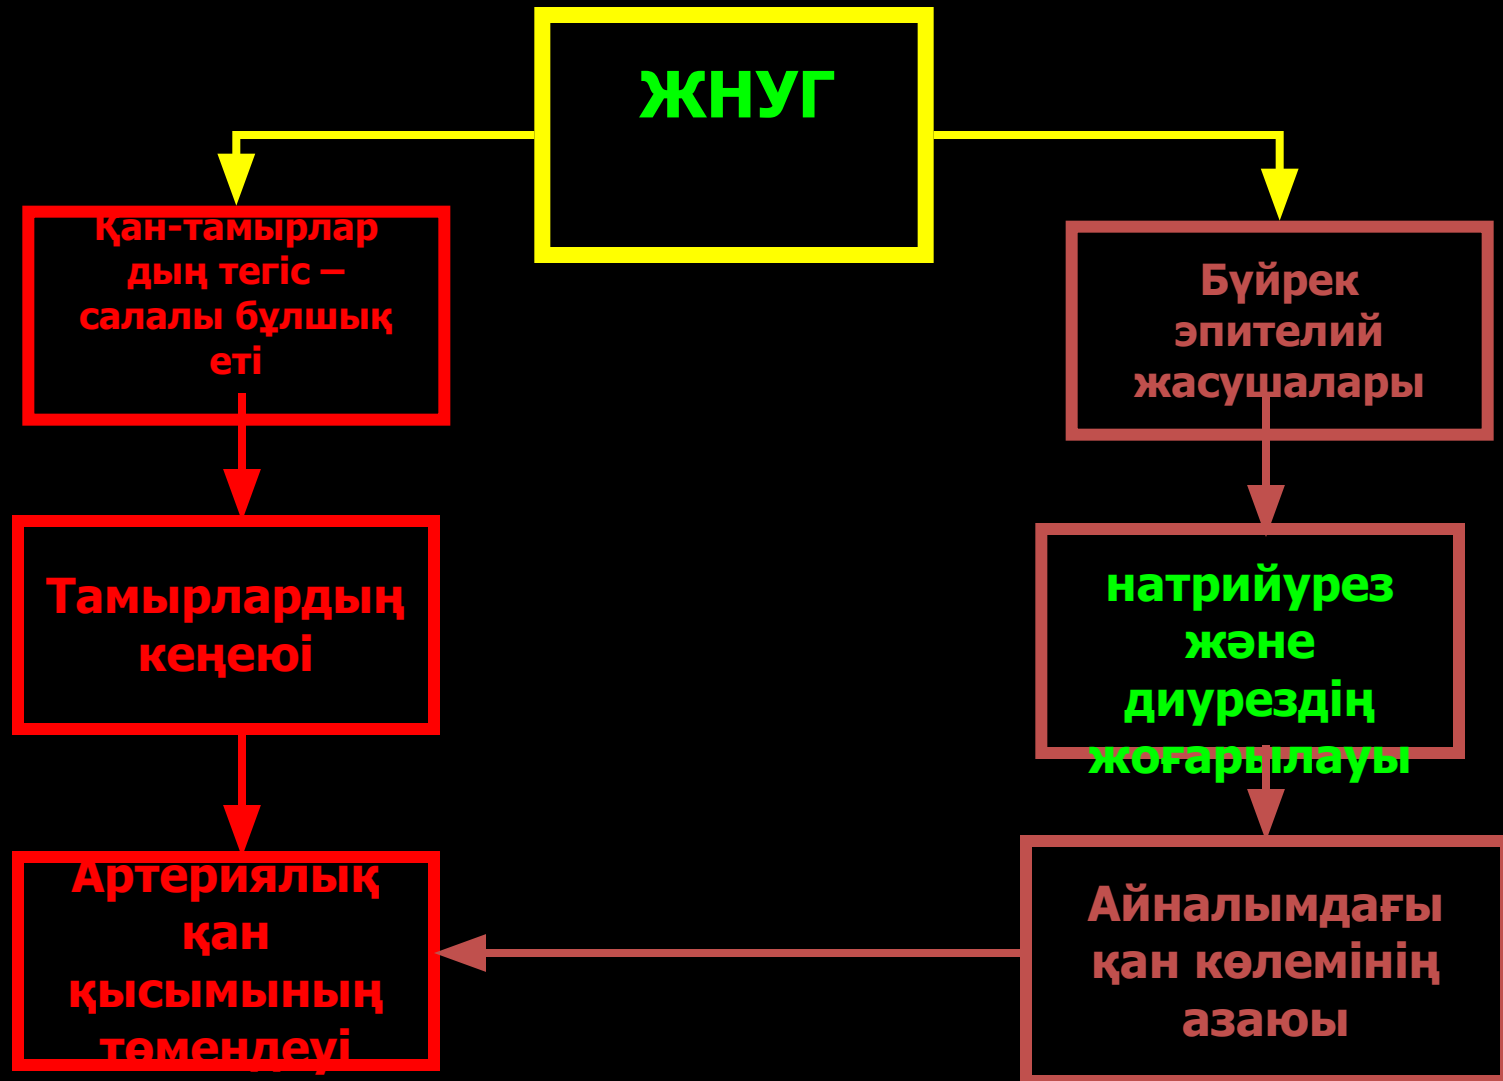 ЖНУГ
Қан-тамырлар
дың тегіс –
салалы бұлшық
еті
Бүйрек
эпителий
жасушалары
Тамырлардың
кеңеюі
натрийурез
және
диурездің
жоғарылауы
Артериялық
қан
қысымының
төмендеуі
Айналымдағы
қан көлемінің
азаюы